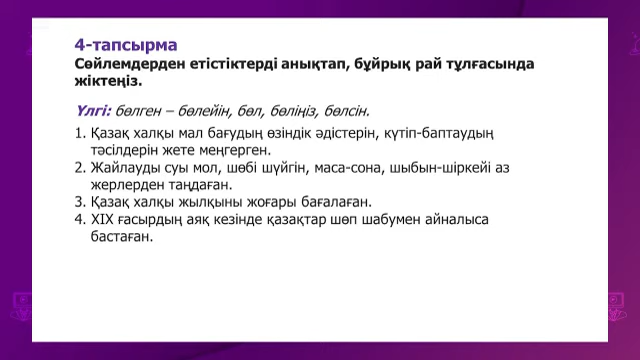 4-тапсырма
Сөйлемдерден етістіктерді анықтап, бұйрық рай тұлғасында
жіктеңіз.
Үлгі: бөлген – бөлейін, бөл, бөліңіз, бөлсін.
1. Қазақ халқы мал бағудың өзіндік әдістерін, күтіп-баптаудың
тәсілдерін жете меңгерген.
2. Жайлауды суы мол, шөбі шүйгін, маса-сона, шыбын-шіркейі аз
жерлерден таңдаған.
3. Қазақ халқы жылқыны жоғары бағалаған.
4. XIX ғасырдың аяқ кезінде қазақтар шөп шабумен айналыса
бастаған.